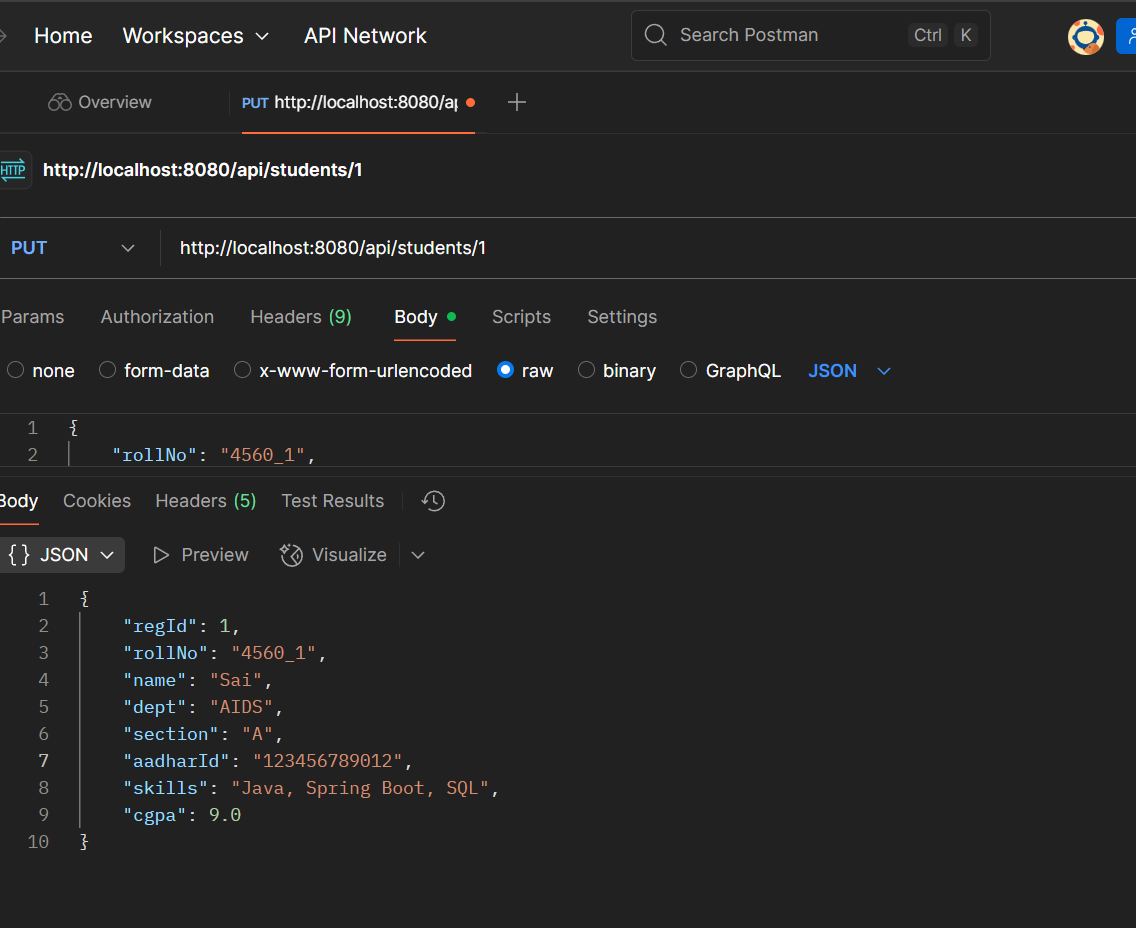 Home Workspaces API Network Search Postman Ctrl K
Overview PUT http://localhost:8080/ap
HTTP http://localhost:8080/api/students/1
PUT http://localhost:8080/api/students/1
Params Authorization Headers (9) Body Scripts Settings
none form-data x-www-form-urlencoded raw binary GraphQL JSON
1 {
2 "rollNo": "4560_1",
Body Cookies Headers (5) Test Results
{} JSON Preview Visualize
1 {
2 "regId": 1,
3 "rollNo": "4560_1",
4 "name": "Sai",
5 "dept": "AIDS",
6 "section": "A",
7 "aadharId": "123456789012",
8 "skills": "Java, Spring Boot, SQL",
9 "cgpa": 9.0
10 }